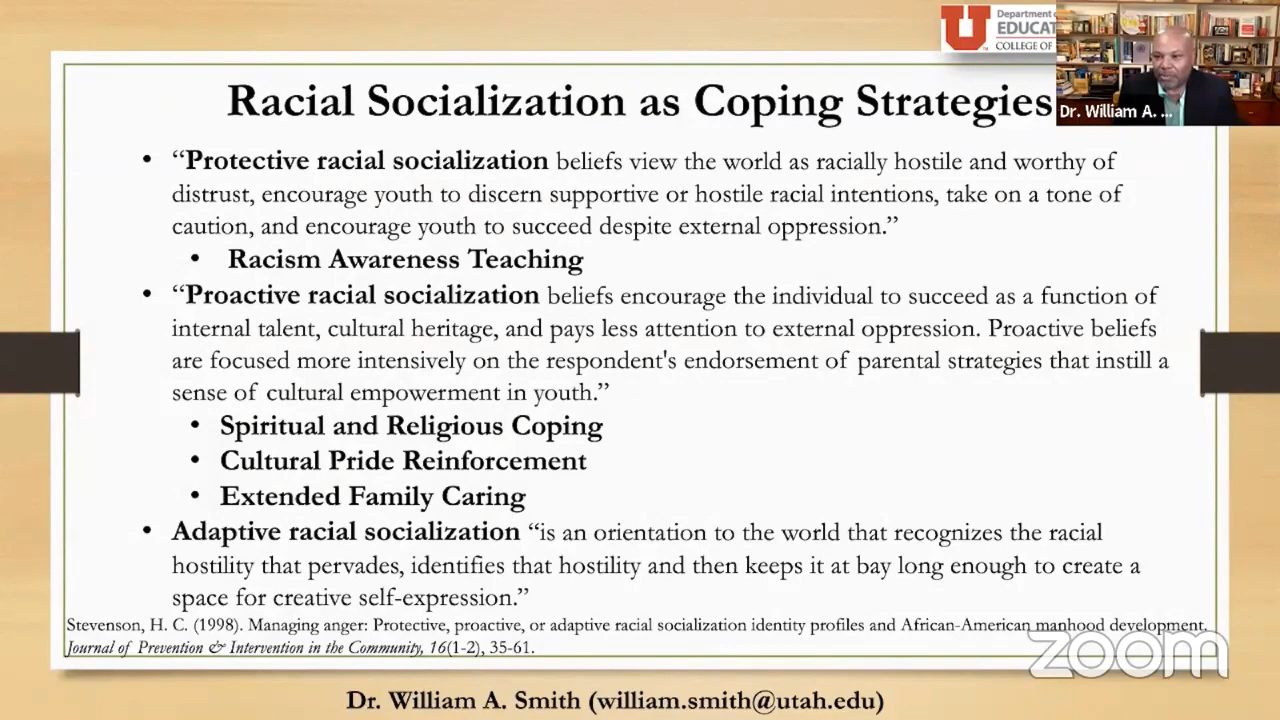 Department of
EDUCAT
COLLEGE OF
U
Dr. William A. ...
Racial Socialization as Coping Strategies
• “Protective racial socialization beliefs view the world as racially hostile and worthy of
distrust, encourage youth to discern supportive or hostile racial intentions, take on a tone of
caution, and encourage youth to succeed despite external oppression.”
• Racism Awareness Teaching
• “Proactive racial socialization beliefs encourage the individual to succeed as a function of
internal talent, cultural heritage, and pays less attention to external oppression. Proactive beliefs
are focused more intensively on the respondent's endorsement of parental strategies that instill a
sense of cultural empowerment in youth.”
• Spiritual and Religious Coping
• Cultural Pride Reinforcement
• Extended Family Caring
• Adaptive racial socialization “is an orientation to the world that recognizes the racial
hostility that pervades, identifies that hostility and then keeps it at bay long enough to create a
space for creative self-expression.”
Stevenson, H. C. (1998). Managing anger: Protective, proactive, or adaptive racial socialization identity profiles and African-American manhood development.
Journal of Prevention & Intervention in the Community, 16(1-2), 35-61.
zoom
Dr. William A. Smith (william.smith@utah.edu)